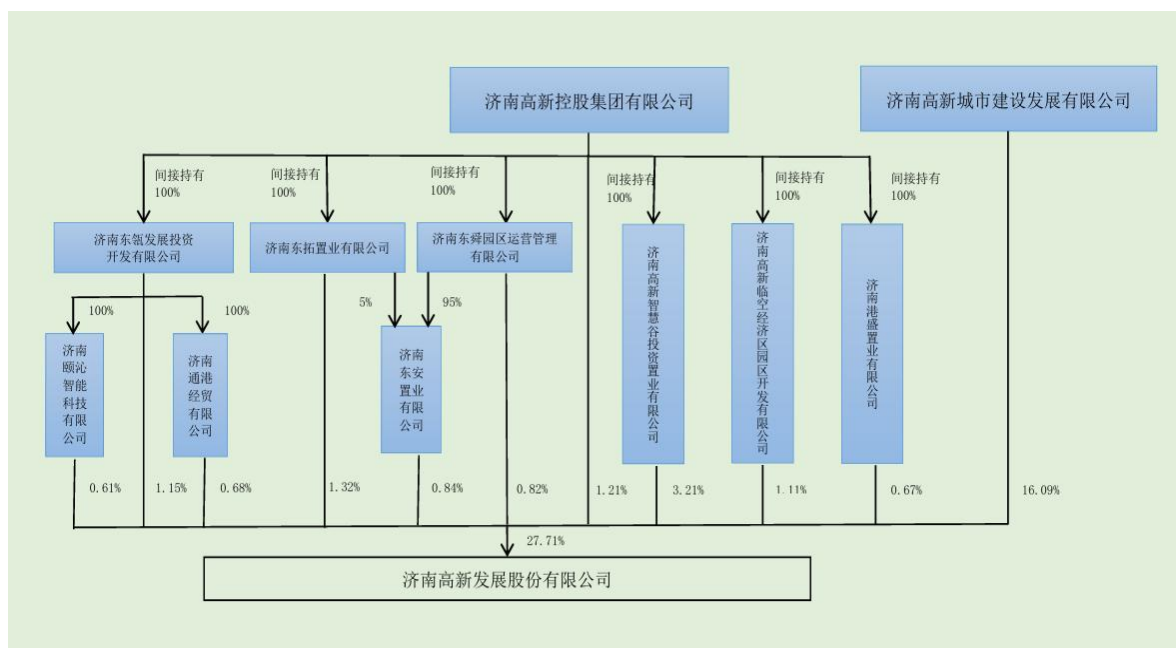 济南高新控股集团有限公司
济南高新城市建设发展有限公司
间接持有
100%
间接持有
100%
间接持有
100%
间接持有
100%
间接持有
100%
间接持有
100%
济南东瓴发展投资
开发有限公司
济南东拓置业有限公司
济南东舜园区运营管理
有限公司
济南高新智慧谷投资置业有限公司
济南高新临空经济区园区开发有限公司
济南港盛置业有限公司
100%
100%
5%
95%
济南
颐沁
智能
科技
有限
公司
济南
通港
经贸
有限
公司
济南
东安
置业
有限
公司
0.61%
1.15%
0.68%
1.32%
0.84%
0.82%
1.21%
3.21%
1.11%
0.67%
16.09%
27.71%
济南高新发展股份有限公司